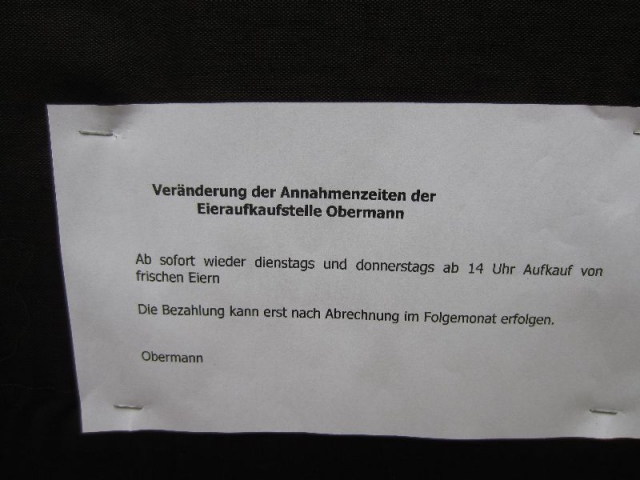 Veränderung der Annahmenzeiten der
Eieraufkaufstelle Obermann
Ab sofort wieder dienstags und donnerstags ab 14 Uhr Aufkauf von
frischen Eiern
Die Bezahlung kann erst nach Abrechnung im Folgemonat erfolgen.
Obermann